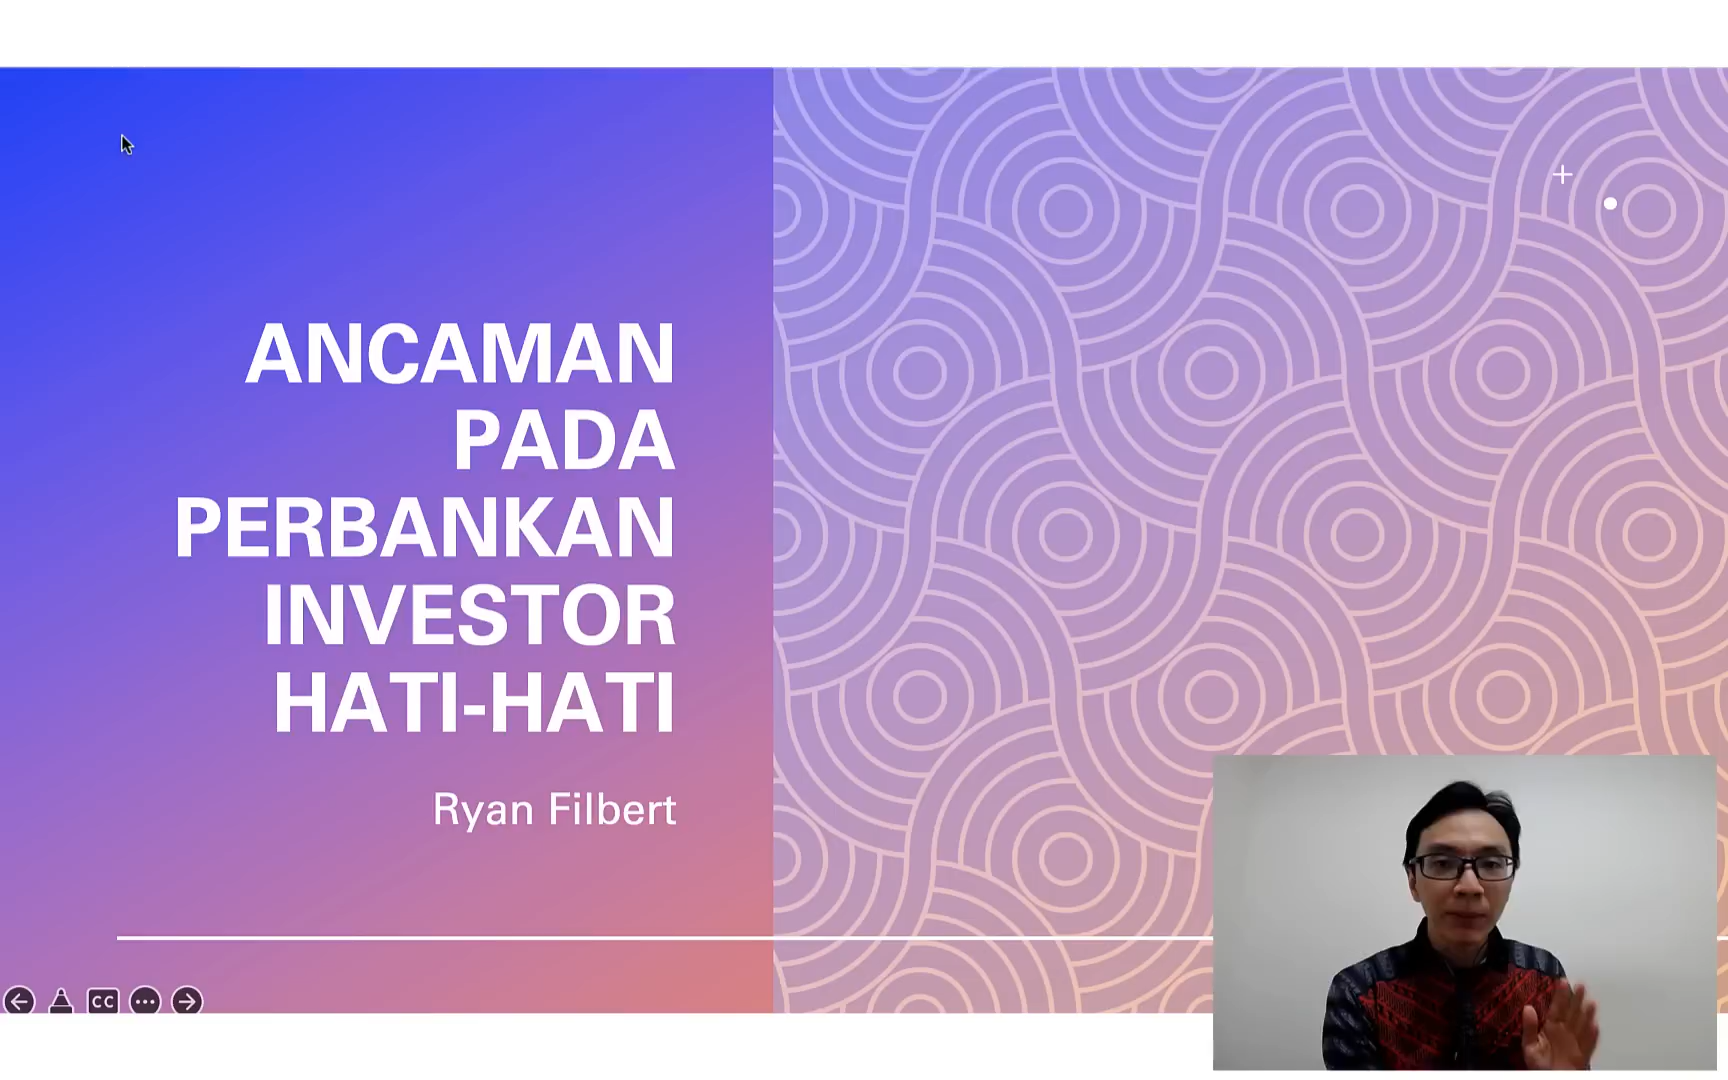 ANCAMAN
PADA
PERBANKAN
INVESTOR
HATI-HATI
Ryan Filbert
CC